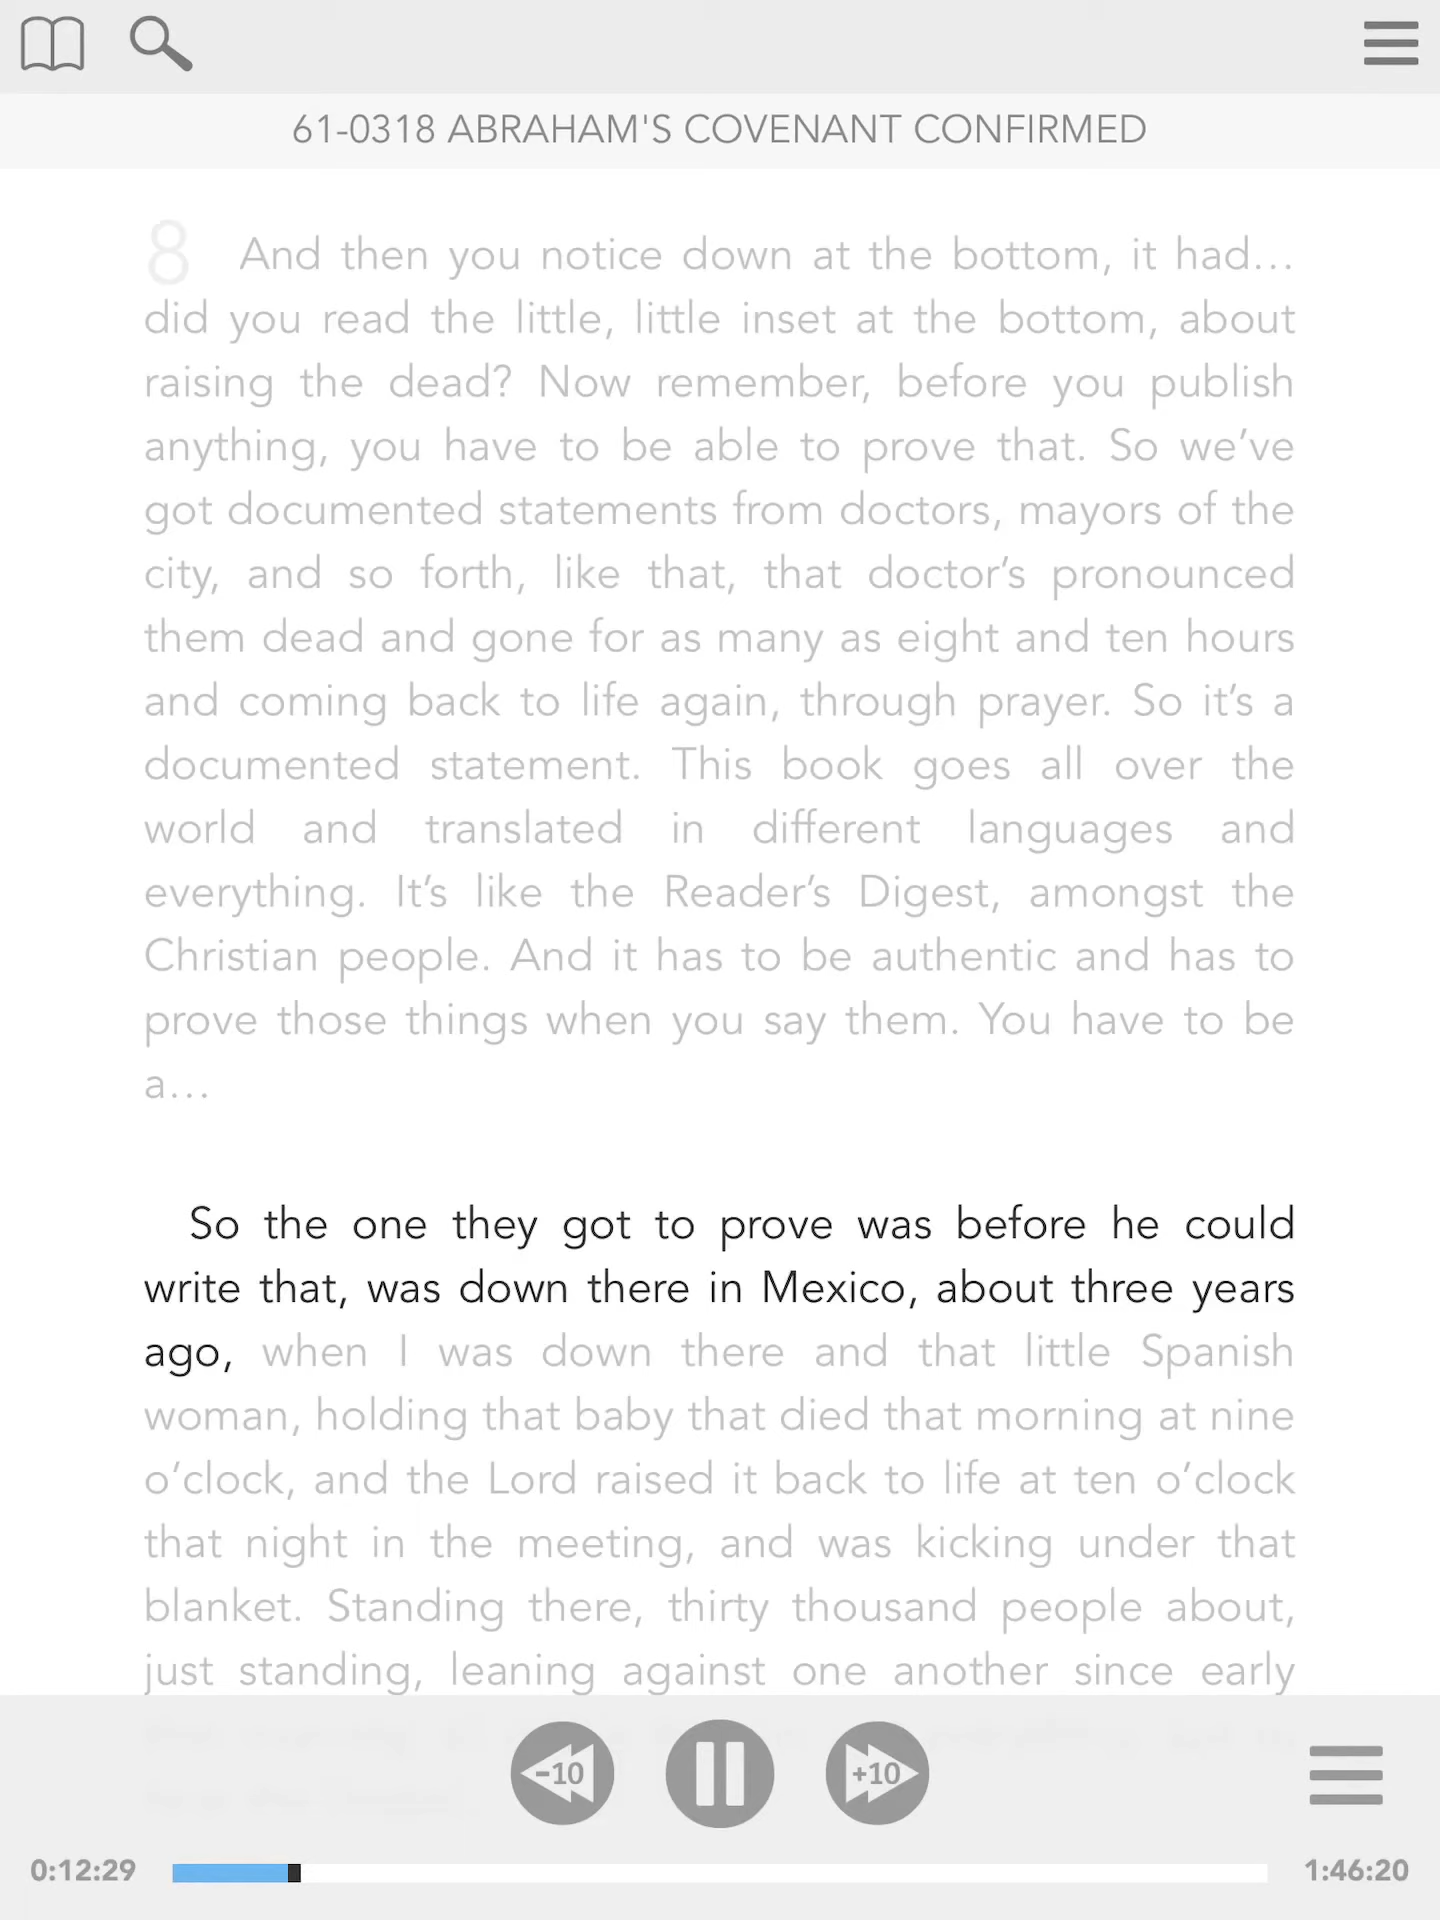 61-0318 ABRAHAM'S COVENANT CONFIRMED
8 And then you notice down at the bottom, it had…
did you read the little, little inset at the bottom, about
raising the dead? Now remember, before you publish
anything, you have to be able to prove that. So we’ve
got documented statements from doctors, mayors of the
city, and so forth, like that, that doctor’s pronounced
them dead and gone for as many as eight and ten hours
and coming back to life again, through prayer. So it’s a
documented statement. This book goes all over the
world and translated in different languages and
everything. It’s like the Reader’s Digest, amongst the
Christian people. And it has to be authentic and has to
prove those things when you say them. You have to be
a…
So the one they got to prove was before he could
write that, was down there in Mexico, about three years
ago, when I was down there and that little Spanish
woman, holding that baby that died that morning at nine
o’clock, and the Lord raised it back to life at ten o’clock
that night in the meeting, and was kicking under that
blanket. Standing there, thirty thousand people about,
just standing, leaning against one another since early
-10 +10
0:12:29 1:46:20